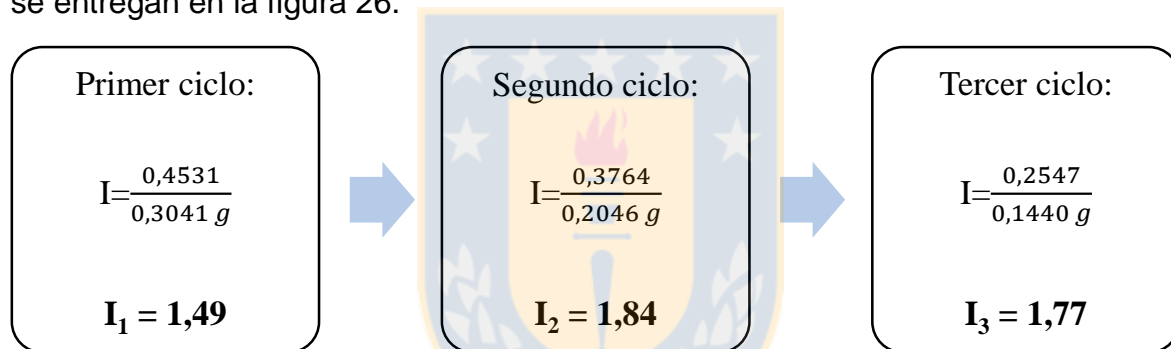 se entregan en la figura 26.
Primer ciclo:
I=0,4531/0,3041 g
I₁ = 1,49
Segundo ciclo:
I=0,3764/0,2046 g
I₂ = 1,84
Tercer ciclo:
I=0,2547/0,1440 g
I₃ = 1,77